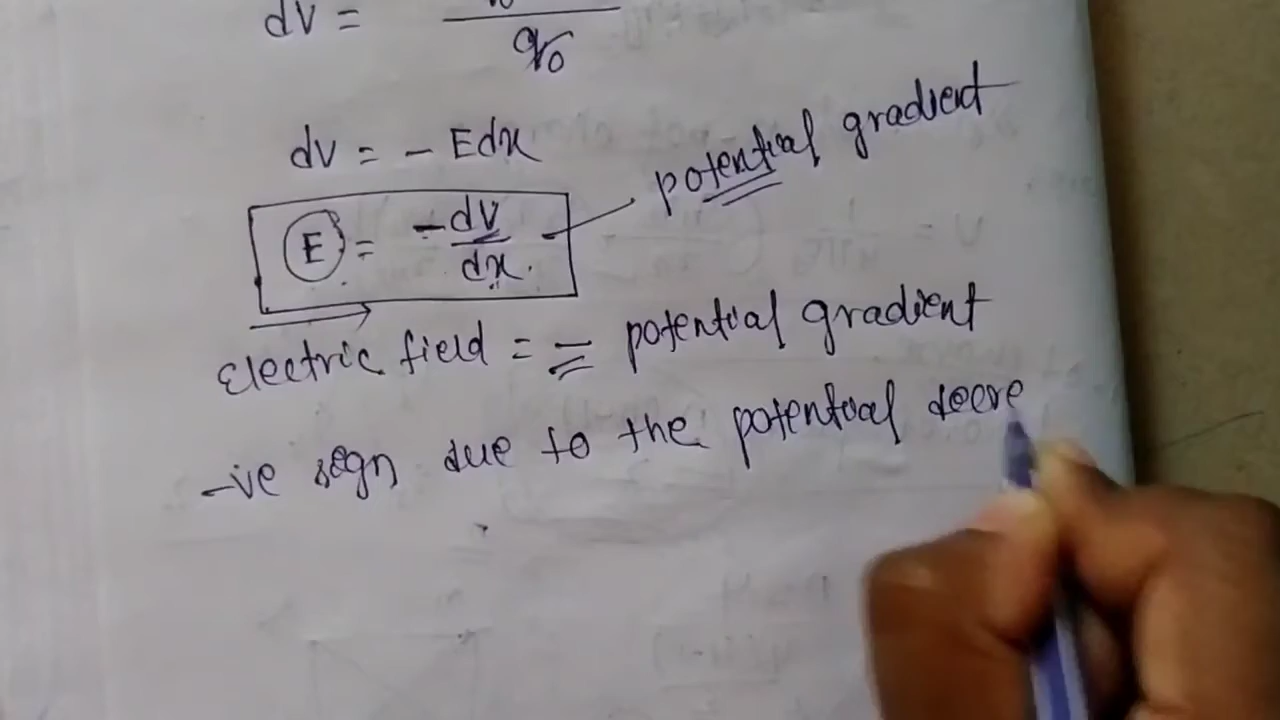 dV =
q₀
dV = - Edx
potential gradient
E = -dV/dx.
Electric field = = potential gradient
-ve sign due to the potential decre